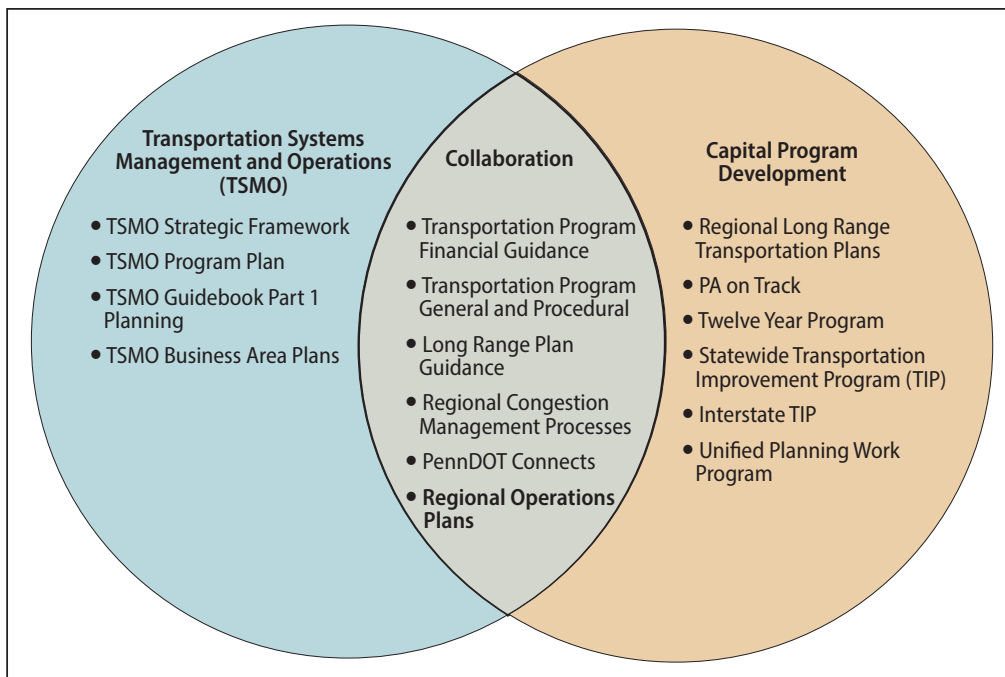 Transportation Systems
Management and Operations
(TSMO)
• TSMO Strategic Framework
• TSMO Program Plan
• TSMO Guidebook Part 1
Planning
• TSMO Business Area Plans
Collaboration
• Transportation Program
Financial Guidance
• Transportation Program
General and Procedural
• Long Range Plan
Guidance
• Regional Congestion
Management Processes
• PennDOT Connects
• Regional Operations
Plans
Capital Program
Development
• Regional Long Range
Transportation Plans
• PA on Track
• Twelve Year Program
• Statewide Transportation
Improvement Program (TIP)
• Interstate TIP
• Unified Planning Work
Program